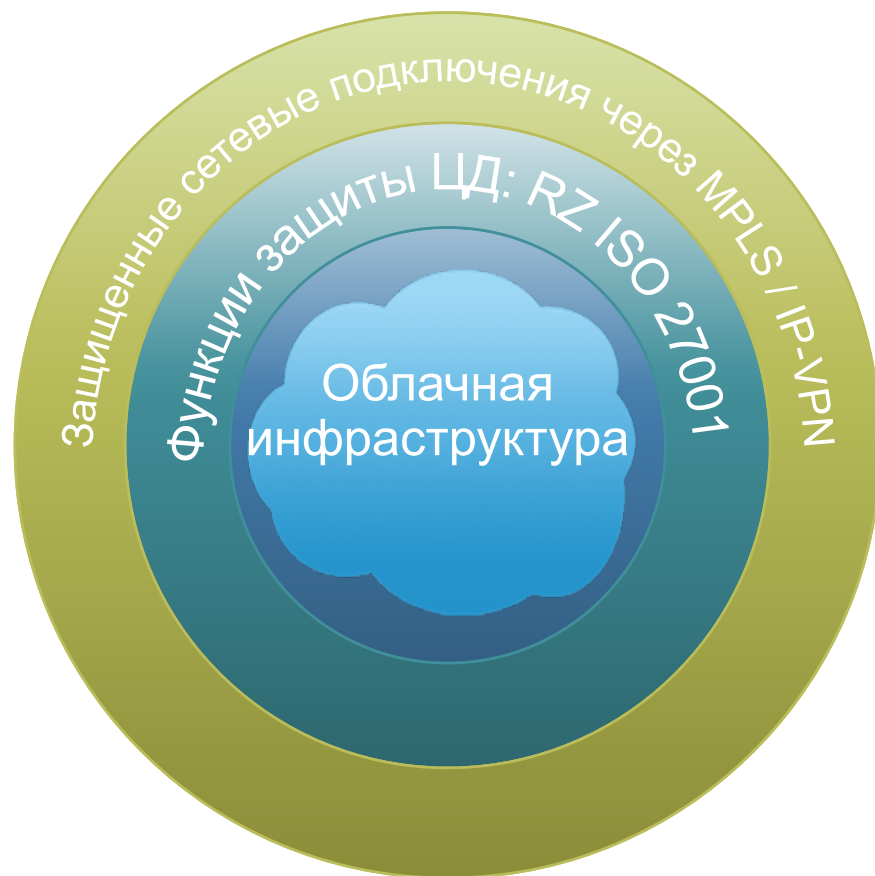 Защищенные сетевые подключения через MPLS / IP-VPN
Функции защиты ЦД: RZ ISO 27001
Облачная
инфраструктура